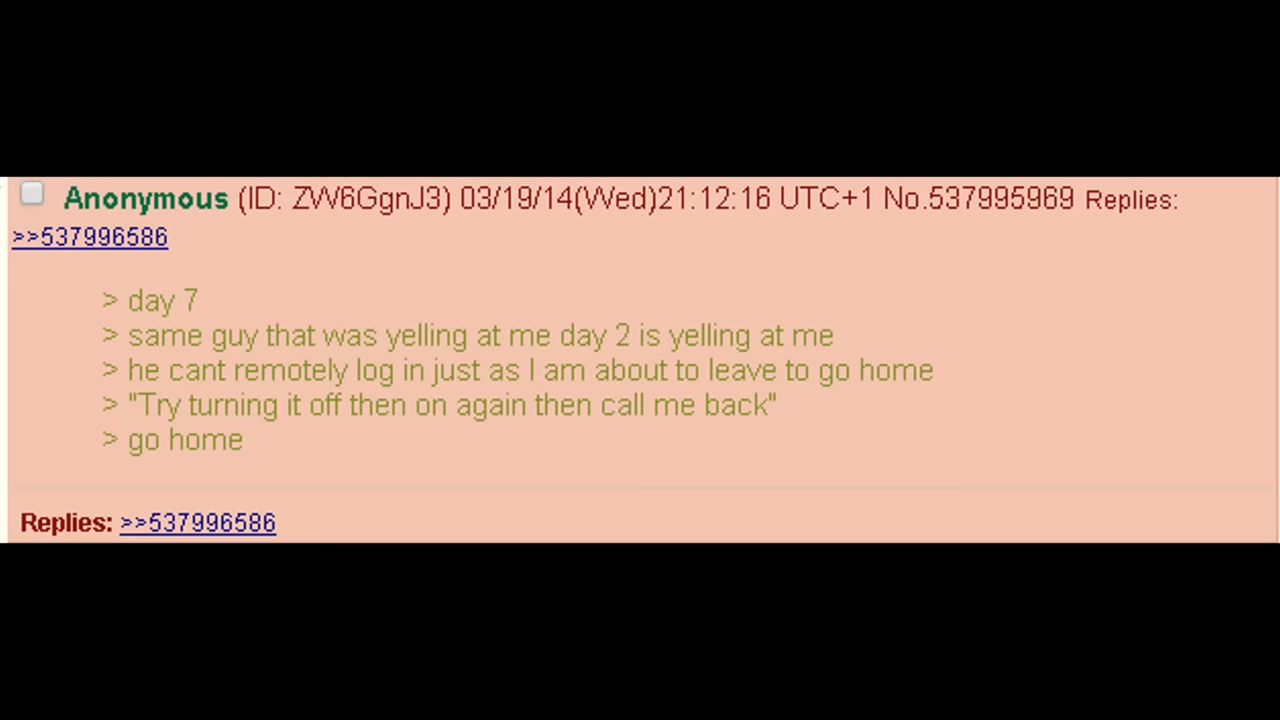 Anonymous (ID: ZW6GgnJ3) 03/19/14(Wed)21:12:16 UTC+1 No.537995969 Replies:
>>537996586
> day 7
> same guy that was yelling at me day 2 is yelling at me
> he cant remotely log in just as I am about to leave to go home
> "Try turning it off then on again then call me back"
> go home
Replies: >>537996586